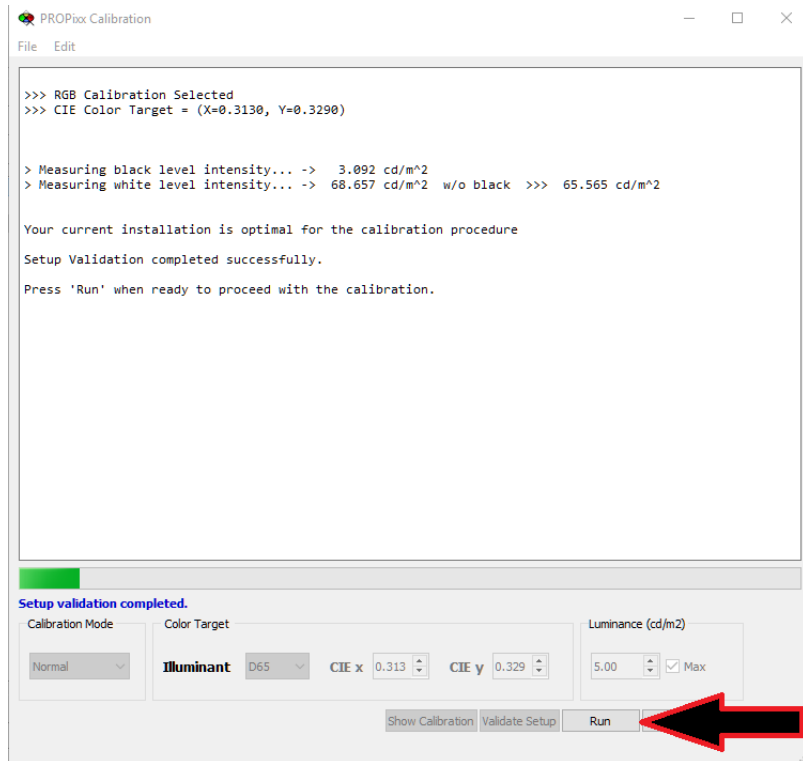 PROPixx Calibration
File Edit
>>> RGB Calibration Selected
>>> CIE Color Target = (X=0.3130, Y=0.3290)
> Measuring black level intensity... -> 3.092 cd/m^2
> Measuring white level intensity... -> 68.657 cd/m^2 w/o black >>> 65.565 cd/m^2
Your current installation is optimal for the calibration procedure
Setup Validation completed successfully.
Press 'Run' when ready to proceed with the calibration.
Setup validation completed.
Calibration Mode Color Target Luminance (cd/m2)
Normal Illuminant D65 CIE x 0.313 CIE y 0.329 5.00 Max
Show Calibration Validate Setup Run